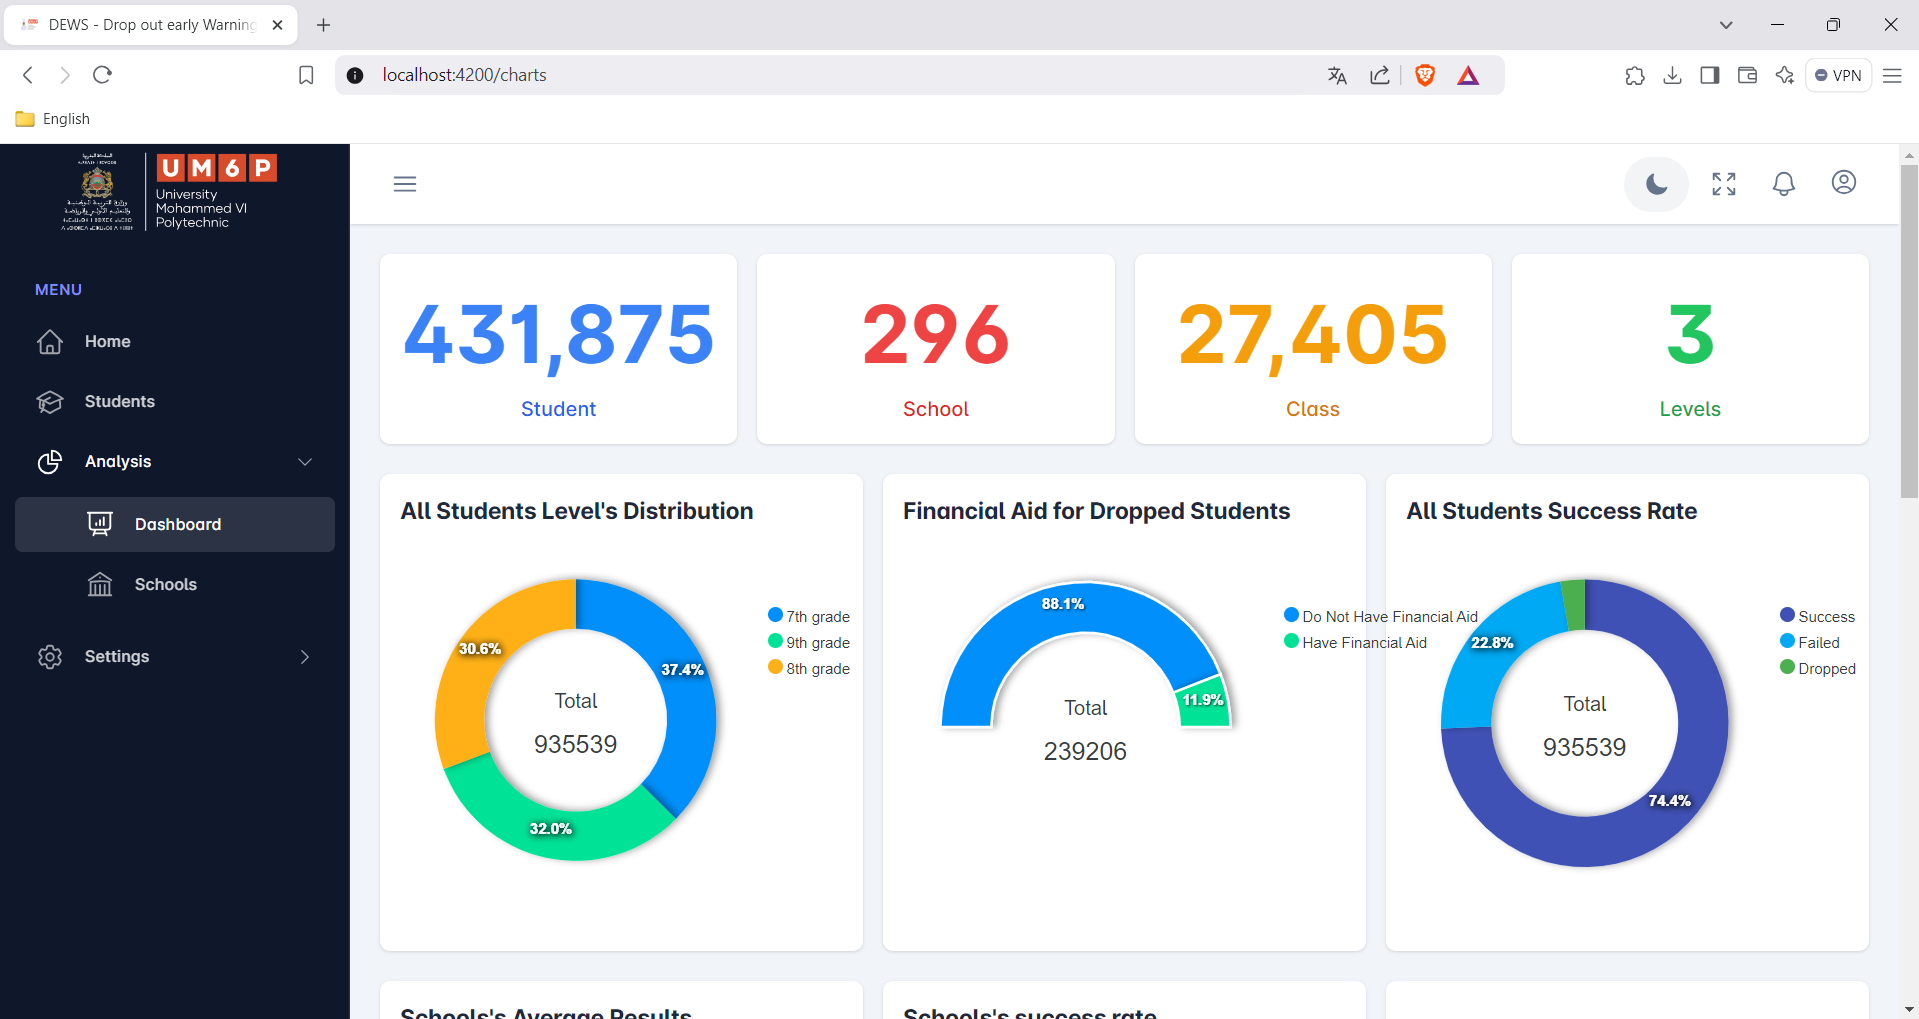 DEWS - Drop out early Warning
localhost:4200/charts
VPN
English
UM6P
University
Mohammed VI
Polytechnic
MENU
Home
Students
Analysis
Dashboard
Schools
Settings
431,875
Student
296
School
27,405
Class
3
Levels
All Students Level's Distribution
30.6%
37.4%
32.0%
Total
935539
7th grade
9th grade
8th grade
Financial Aid for Dropped Students
88.1%
11.9%
Total
239206
Do Not Have Financial Aid
Have Financial Aid
All Students Success Rate
22.8%
74.4%
Total
935539
Success
Failed
Dropped
Schools's Average Results
Schools's success rate